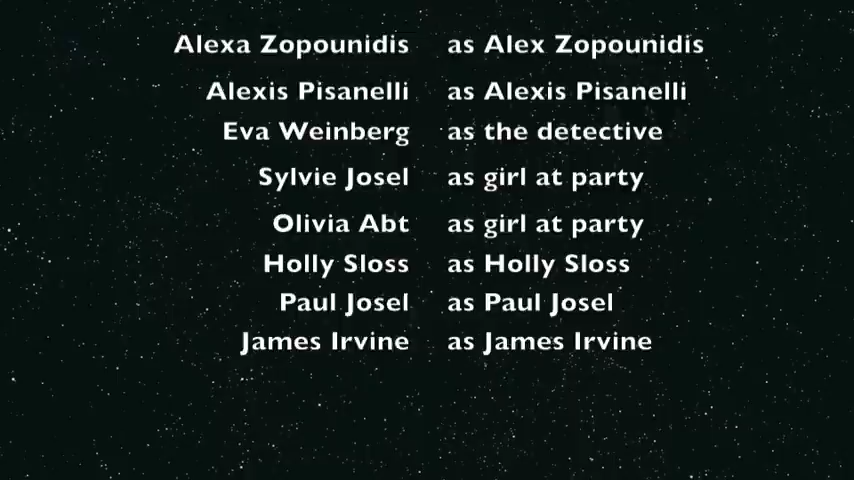 Alexa Zopounidis as Alex Zopounidis
Alexis Pisanelli as Alexis Pisanelli
Eva Weinberg as the detective
Sylvie Josel as girl at party
Olivia Abt as girl at party
Holly Sloss as Holly Sloss
Paul Josel as Paul Josel
James Irvine as James Irvine